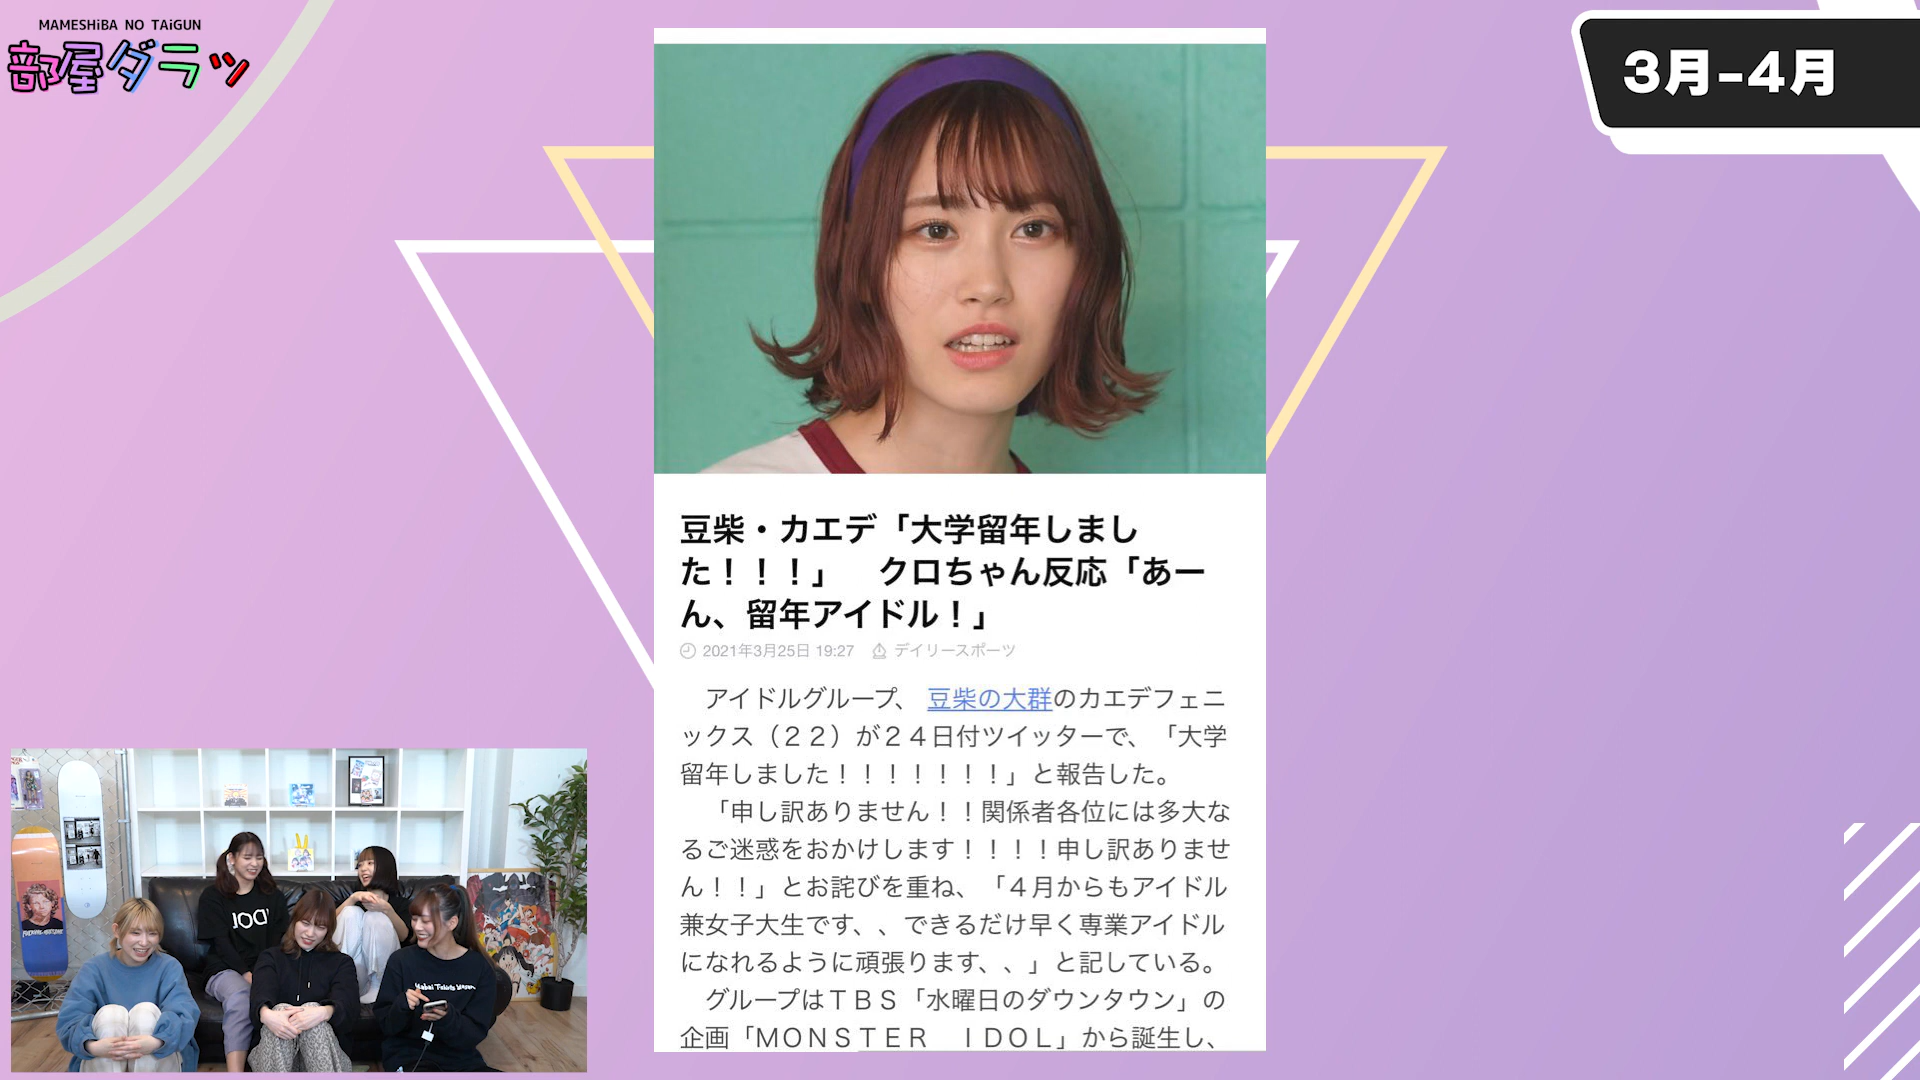 MAMESHiBA NO TAiGUN
部屋ダラッ
3月-4月
豆柴・カエデ「大学留年しまし
た！！！」　クロちゃん反応「あー
ん、留年アイドル！」
2021年3月25日 19:27 デイリースポーツ
アイドルグループ、 豆柴の大群のカエデフェニ
ックス（２２）が２４日付ツイッターで、「大学
留年しました！！！！！！！」と報告した。
「申し訳ありません！！関係者各位には多大な
るご迷惑をおかけします！！！！申し訳ありませ
ん！！」とお詫びを重ね、「４月からもアイドル
兼女子大生です、、できるだけ早く専業アイドル
になれるように頑張ります、、」と記している。
グループはＴＢＳ「水曜日のダウンタウン」の
企画「ＭＯＮＳＴＥＲ　ＩＤＯＬ」から誕生し、